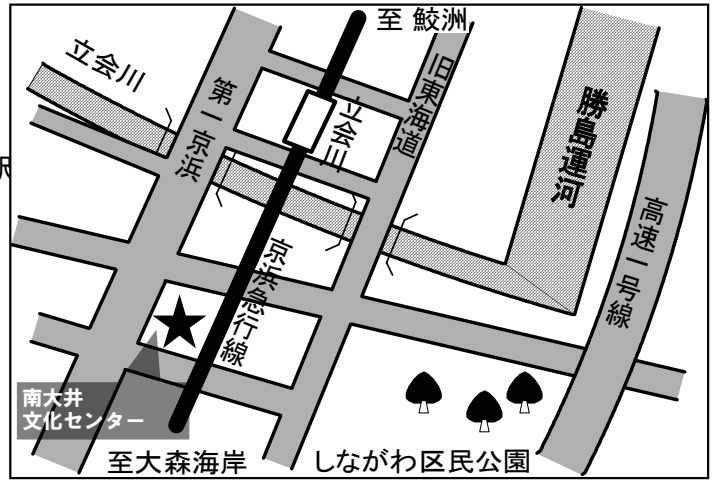 至 鮫洲
立会川
旧東海道
第一京浜
立会川
勝島運河
駅
高速一号線
京浜急行線
南大井
文化センター
至大森海岸
しながわ区民公園